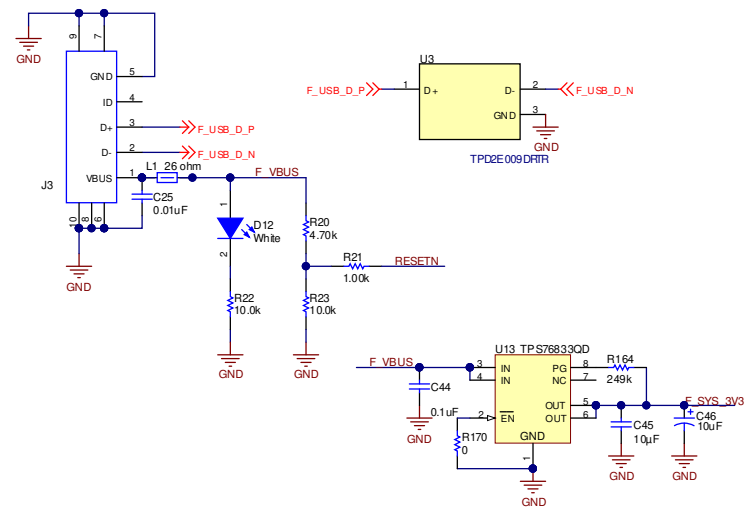 9
7
GND
GND
5
ID
4
D+
3
F_USB_D_P
D-
2
F_USB_D_N
VBUS
1
L1 26 ohm
F_VBUS
J3
10
8
6
C25
0.01uF
GND
U3
F_USB_D_P
1
D+
D-
2
F_USB_D_N
GND
3
TPD2E009DRTR
GND
1
D12
White
2
R20
4.70k
R21
1.00k
RESETN
R22
10.0k
R23
10.0k
GND
GND
U13 TPS76833QD
F_VBUS
3
IN
4
IN
PG
8
R164
249k
NC
7
C44
0.1uF
OUT
5
OUT
6
F_SYS_3V3
2
EN
GND
1
R170
0
C45
10µF
C46
10uF
+
GND
GND
GND
GND